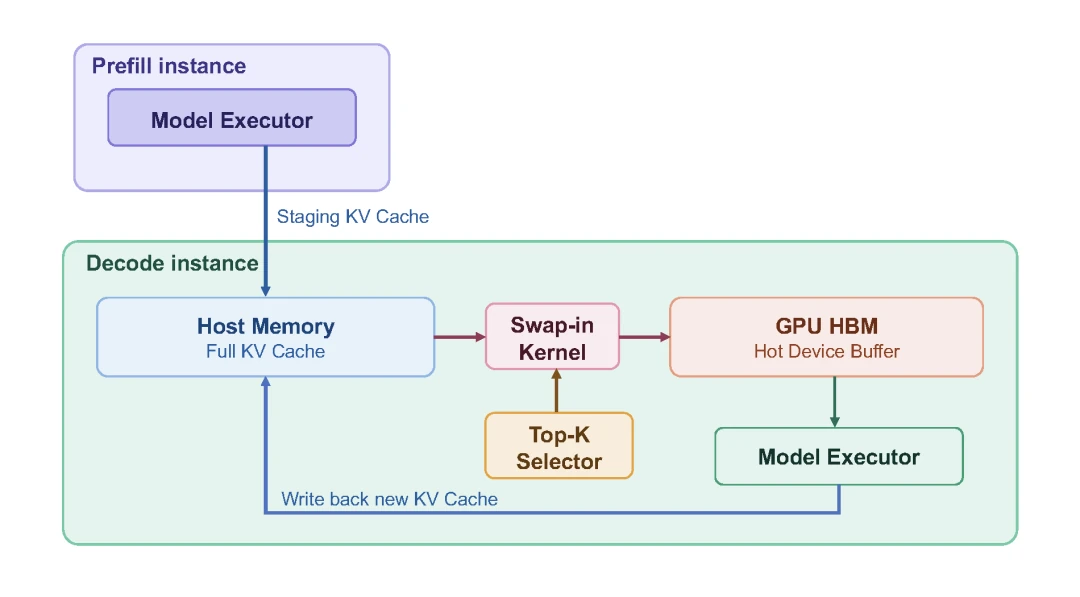 Prefill instance
Model Executor
Staging KV Cache
Decode instance
Host Memory
Full KV Cache
Swap-in
Kernel
GPU HBM
Hot Device Buffer
Top-K
Selector
Model Executor
Write back new KV Cache